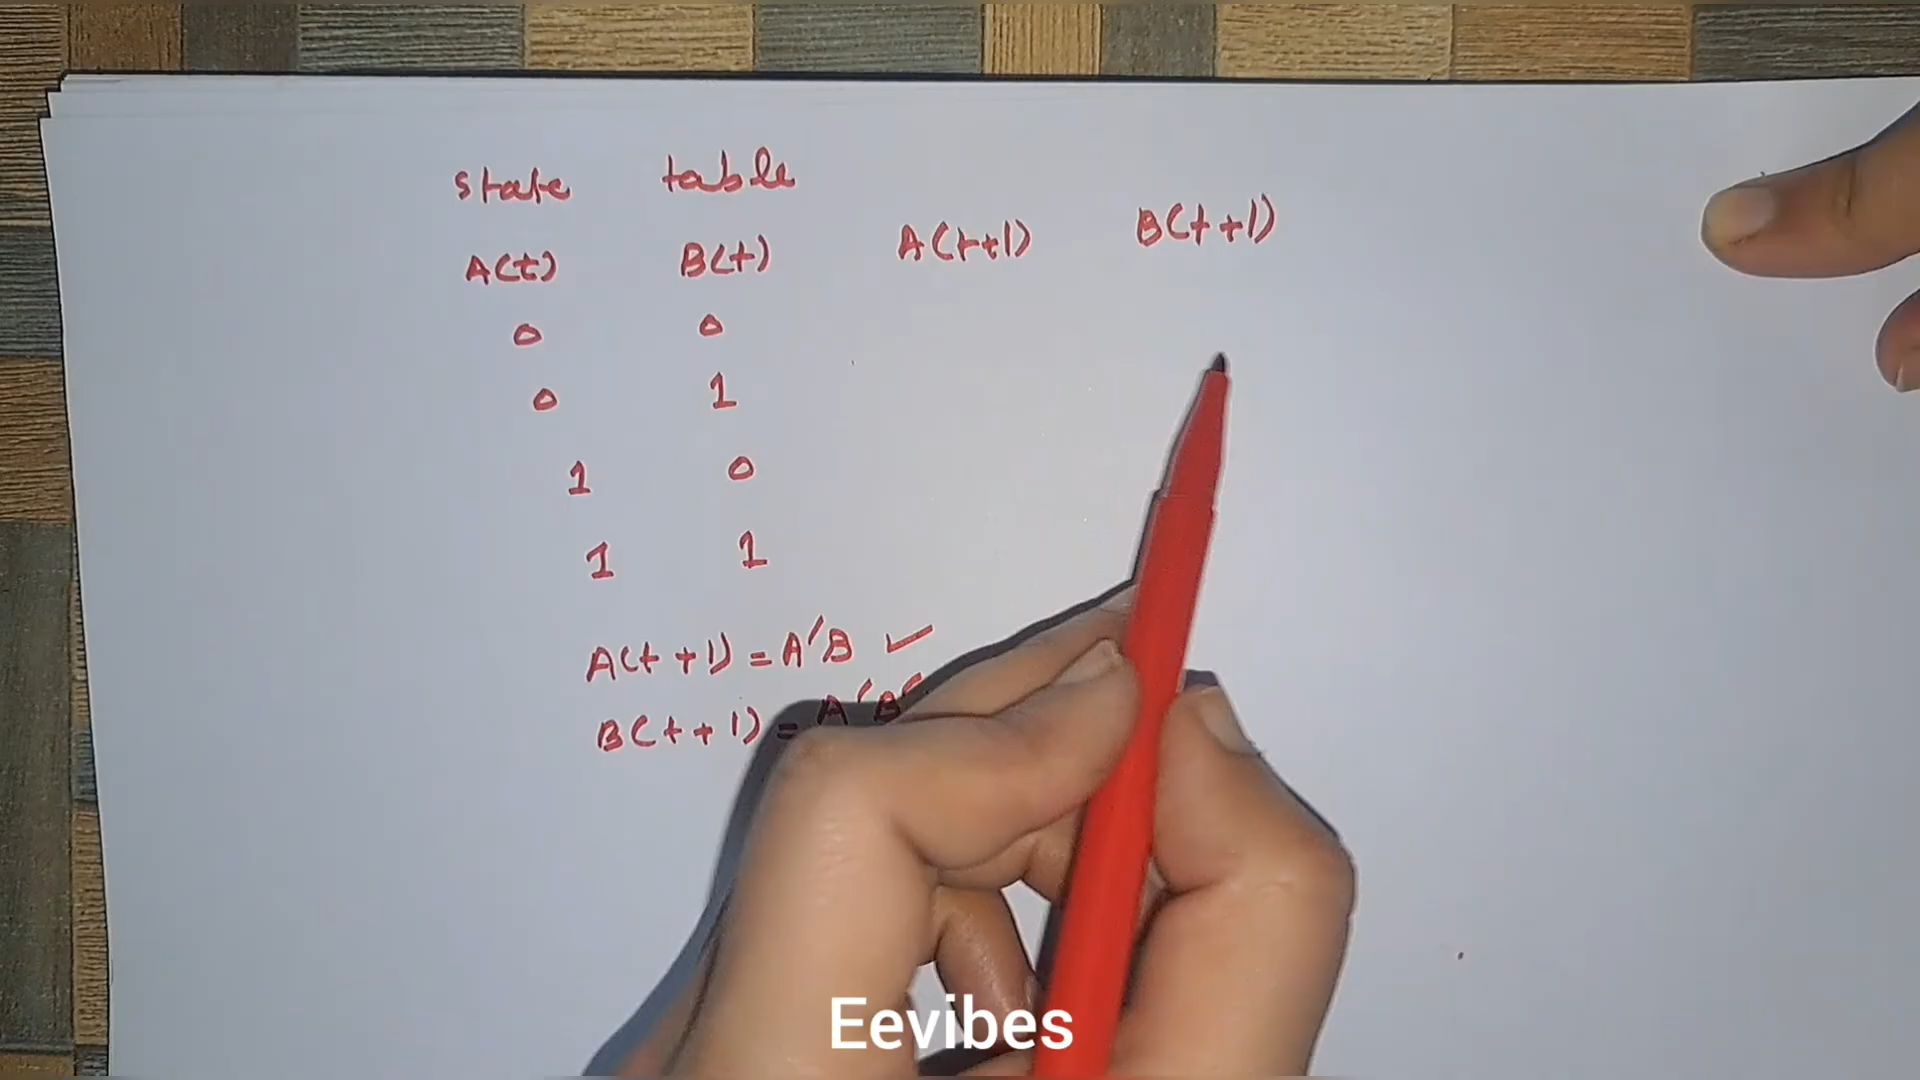 state table
A(t) B(t) A(t+1) B(t+1)
0 0
0 1
1 0
1 1
A(t+1) = A'B ✓
B(t+1) = A'B'
Eevibes